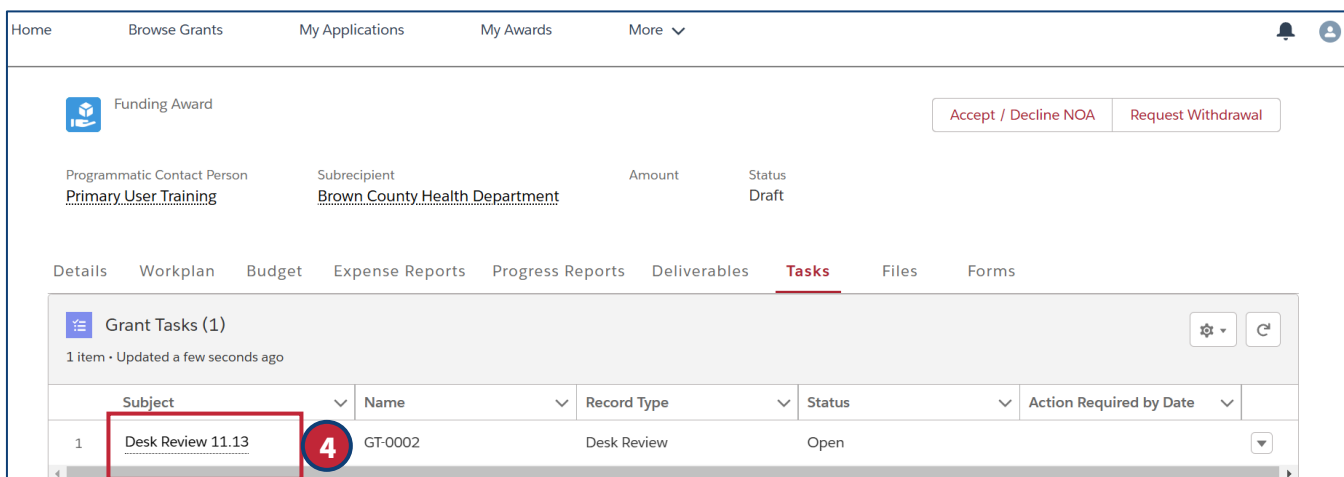 Home Browse Grants My Applications My Awards More
Funding Award
Accept / Decline NOA Request Withdrawal
Programmatic Contact Person Subrecipient Amount Status
Primary User Training Brown County Health Department Draft
Details Workplan Budget Expense Reports Progress Reports Deliverables Tasks Files Forms
Grant Tasks (1)
1 item • Updated a few seconds ago
Subject Name Record Type Status Action Required by Date
1 Desk Review 11.13 4 GT-0002 Desk Review Open